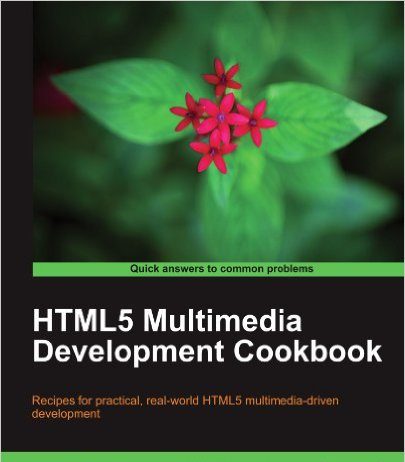 Quick answers to common problems
HTML5 Multimedia
Development Cookbook
Recipes for practical, real-world HTML5 multimedia-driven
development